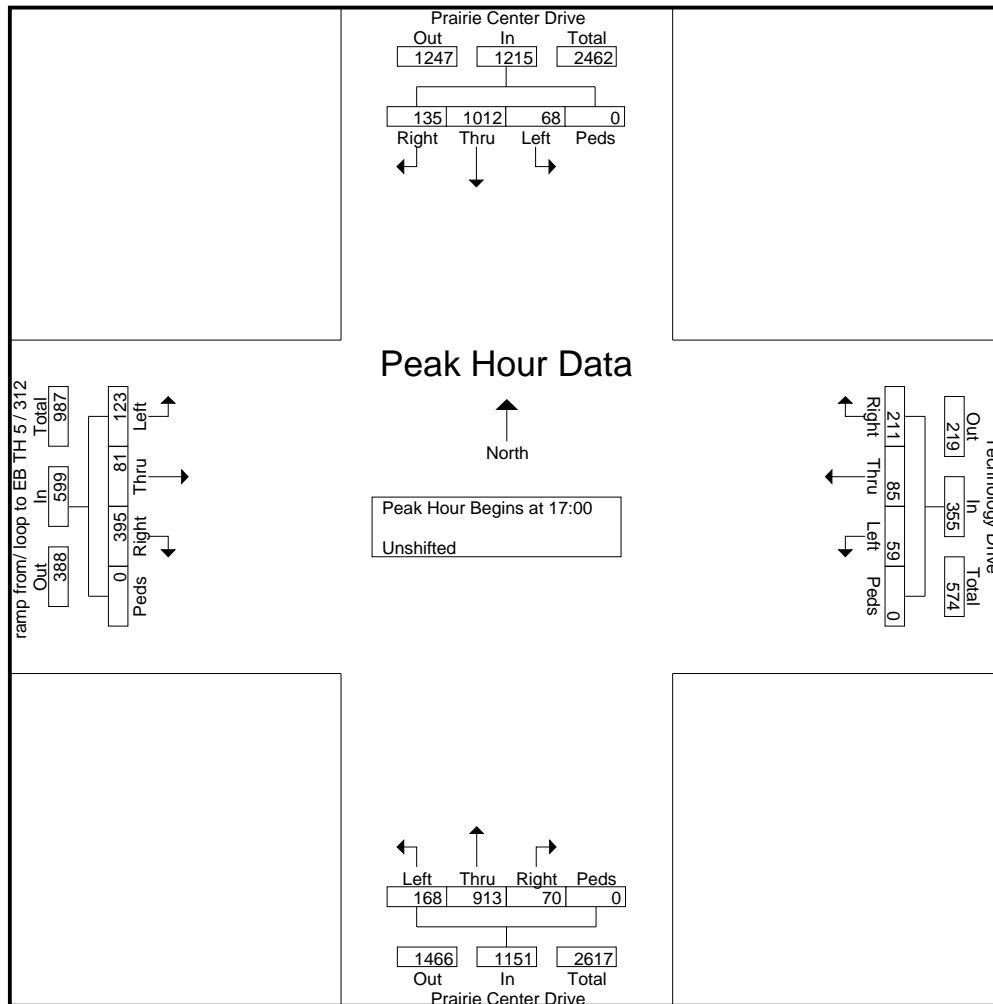 Prairie Center Drive
Out In Total
1247 1215 2462
135 1012 68 0
Right Thru Left Peds
Peak Hour Data
North
Peak Hour Begins at 17:00
Unshifted
ramp from/ loop to EB TH 5 / 312
Total In Out
987 599 388
123 81 395 0
Left Thru Right Peds
Technology Drive
Out In Total
219 355 574
211 85 59 0
Right Thru Left Peds
Left Thru Right Peds
168 913 70 0
1466 1151 2617
Out In Total
Prairie Center Drive